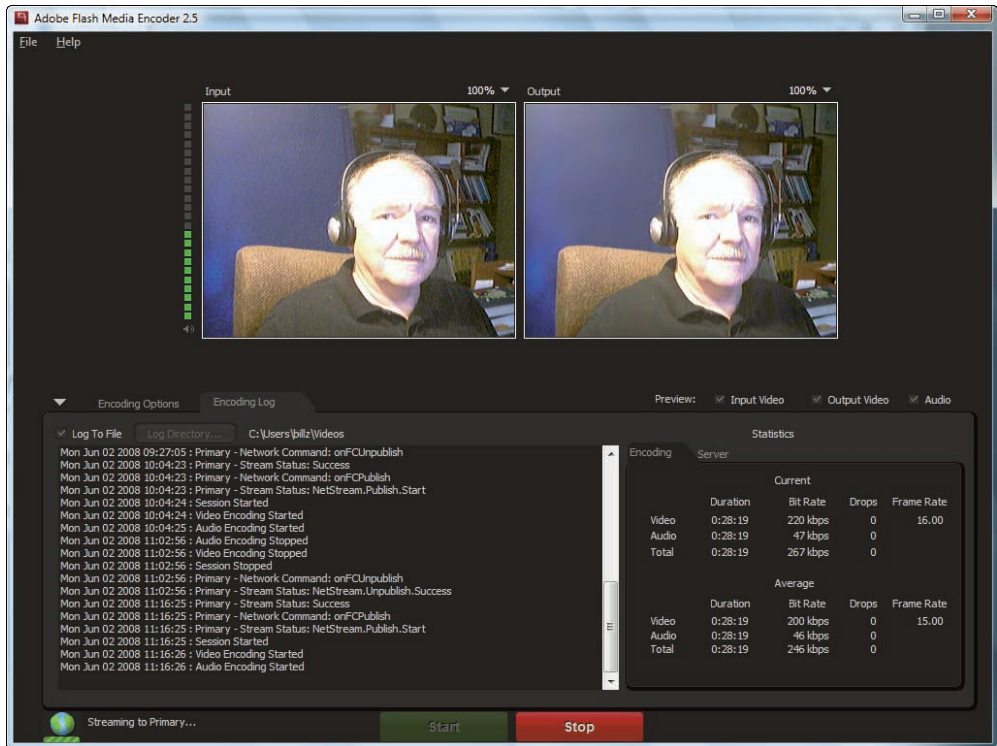 Adobe Flash Media Encoder 2.5
File Help
Input 100% Output 100%
Encoding Options Encoding Log Preview: Input Video Output Video Audio
Log To File Log Directory... C:\Users\billz\Videos
Mon Jun 02 2008 09:27:05 : Primary - Network Command: onFCUnpublish
Mon Jun 02 2008 10:04:23 : Primary - Stream Status: Success
Mon Jun 02 2008 10:04:23 : Primary - Network Command: onFCPublish
Mon Jun 02 2008 10:04:23 : Primary - Stream Status: NetStream.Publish.Start
Mon Jun 02 2008 10:04:24 : Session Started
Mon Jun 02 2008 10:04:24 : Video Encoding Started
Mon Jun 02 2008 10:04:25 : Audio Encoding Started
Mon Jun 02 2008 11:02:56 : Audio Encoding Stopped
Mon Jun 02 2008 11:02:56 : Video Encoding Stopped
Mon Jun 02 2008 11:02:56 : Session Stopped
Mon Jun 02 2008 11:02:56 : Primary - Network Command: onFCUnpublish
Mon Jun 02 2008 11:02:56 : Primary - Stream Status: NetStream.Unpublish.Success
Mon Jun 02 2008 11:16:25 : Primary - Stream Status: Success
Mon Jun 02 2008 11:16:25 : Primary - Network Command: onFCPublish
Mon Jun 02 2008 11:16:25 : Primary - Stream Status: NetStream.Publish.Start
Mon Jun 02 2008 11:16:25 : Session Started
Mon Jun 02 2008 11:16:26 : Video Encoding Started
Mon Jun 02 2008 11:16:26 : Audio Encoding Started
Statistics
Encoding Server
Current
Duration Bit Rate Drops Frame Rate
Video 0:28:19 220 kbps 0 16.00
Audio 0:28:19 47 kbps 0
Total 0:28:19 267 kbps 0
Average
Duration Bit Rate Drops Frame Rate
Video 0:28:19 200 kbps 0 15.00
Audio 0:28:19 46 kbps 0
Total 0:28:19 246 kbps 0
Streaming to Primary... Start Stop